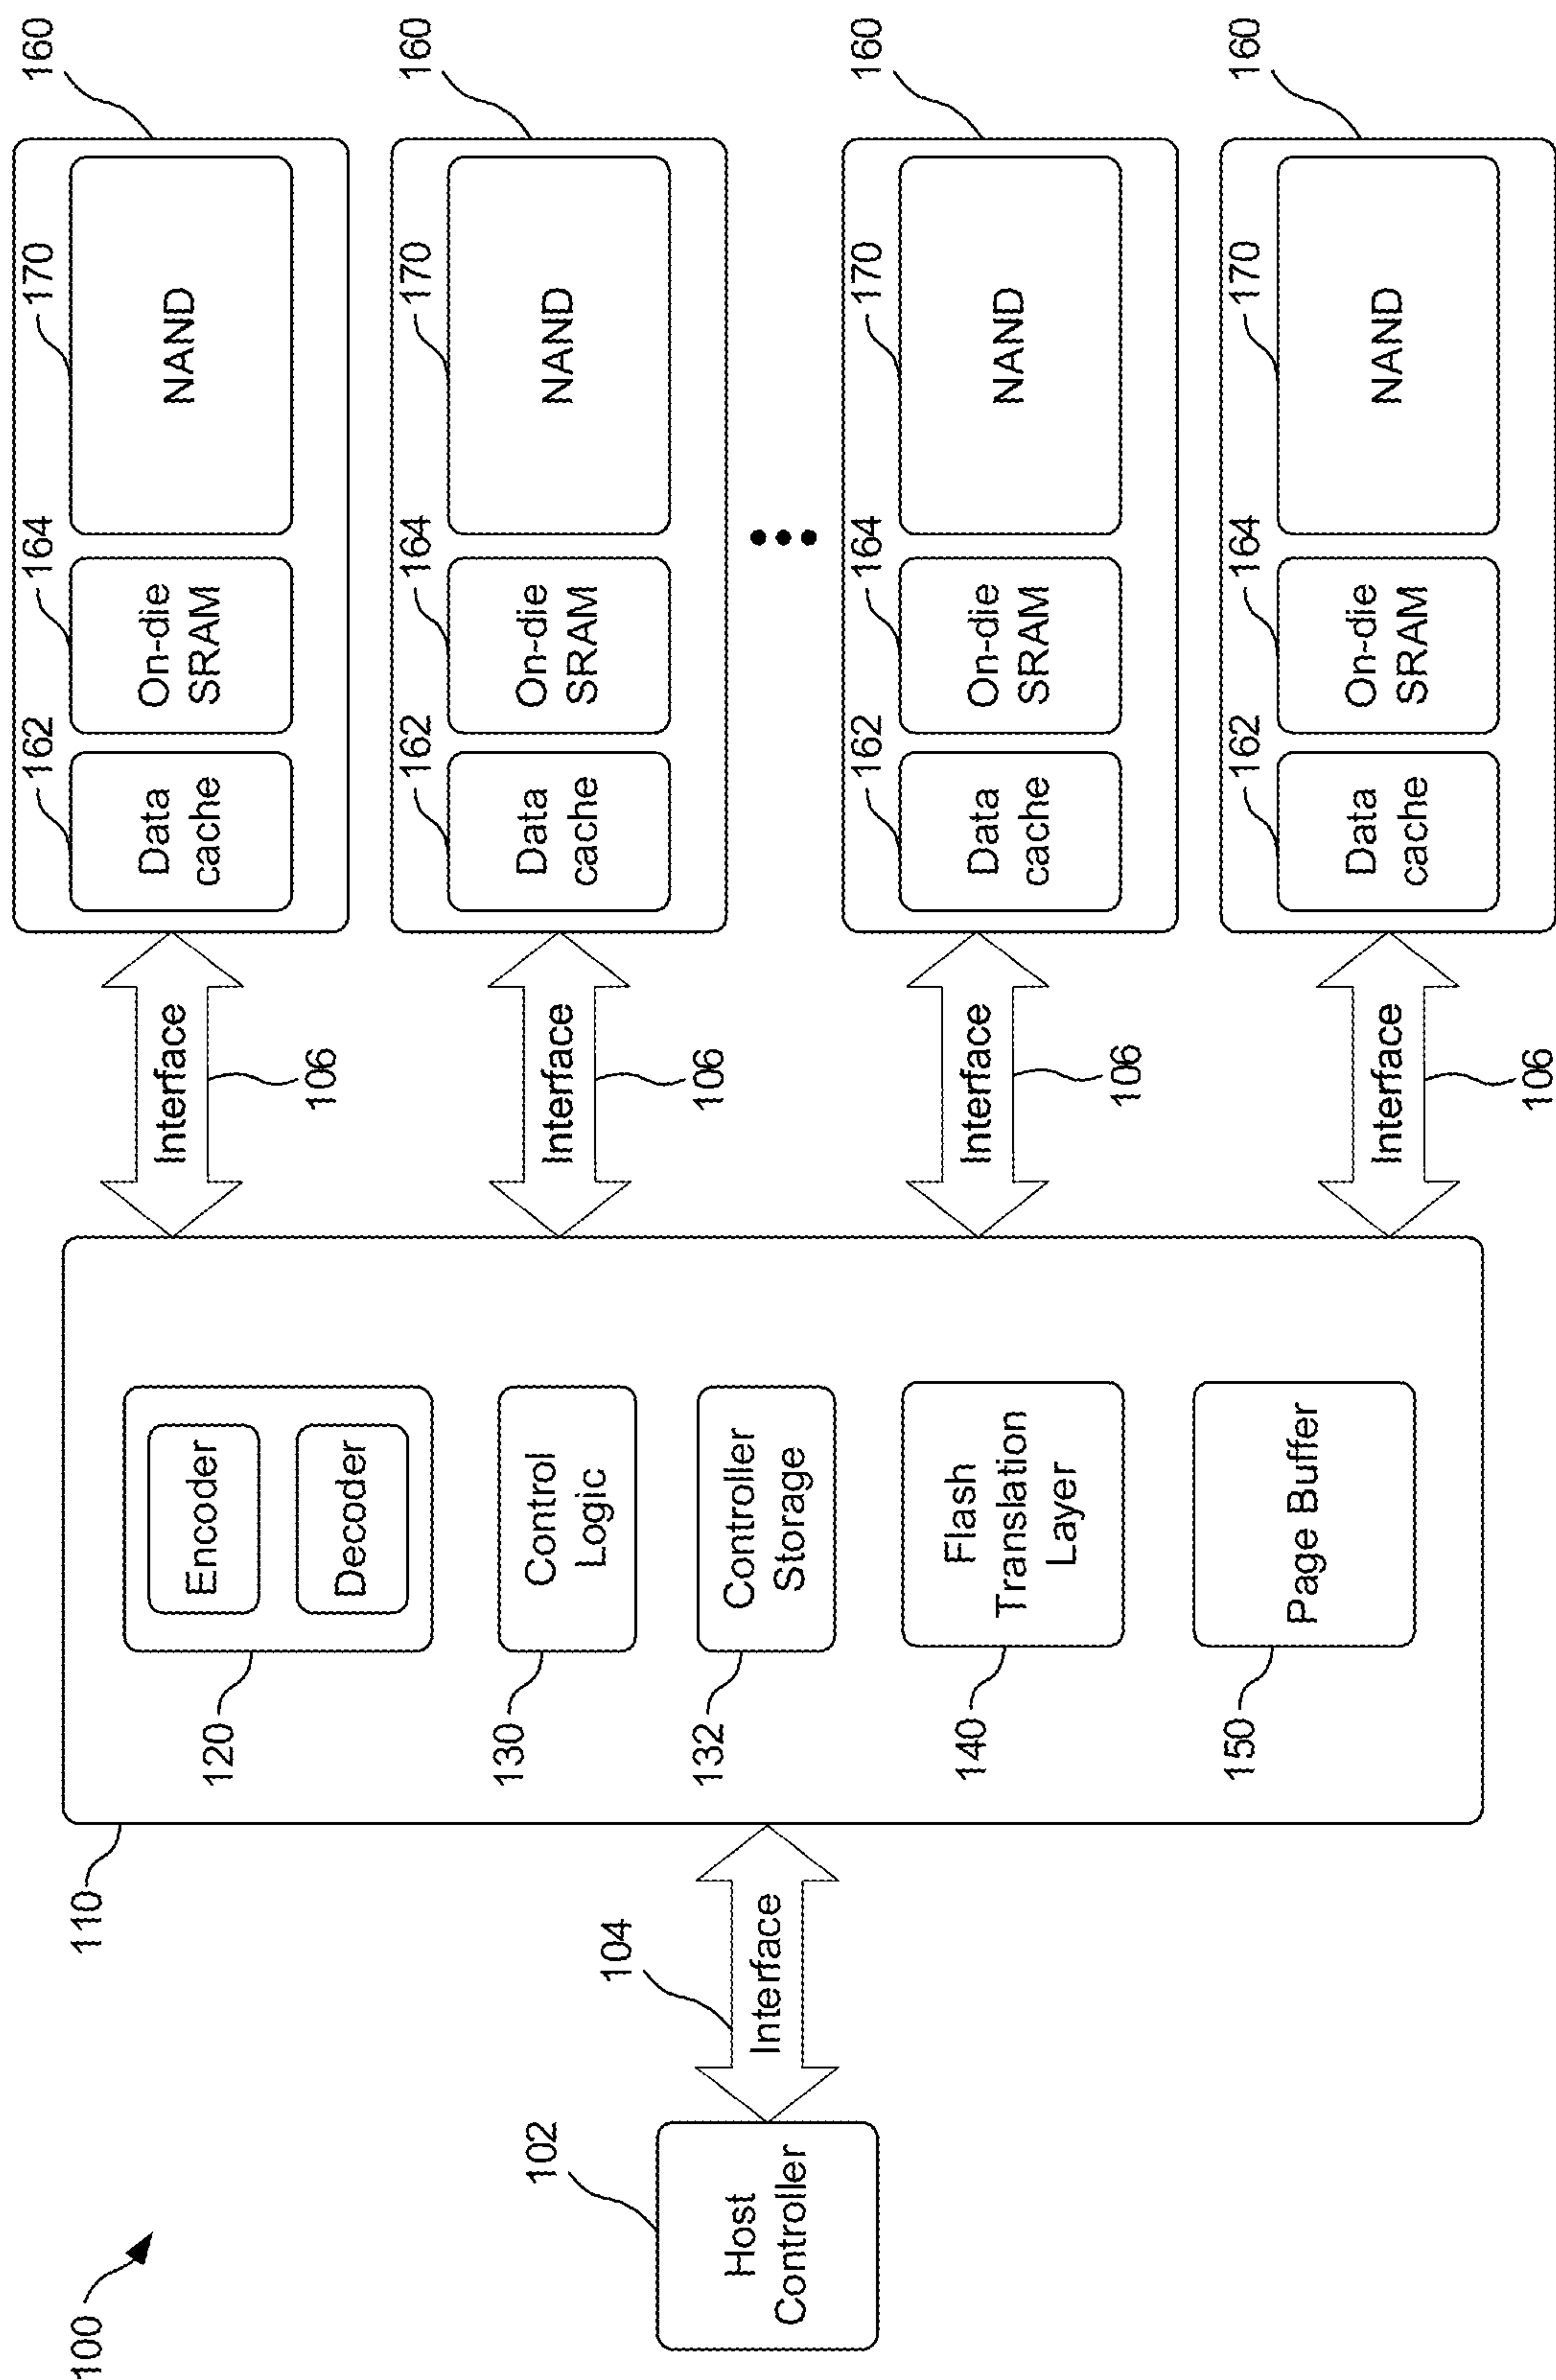 100
102
Host
Controller
104
Interface
110
120
Encoder
Decoder
130
Control
Logic
132
Controller
Storage
140
Flash
Translation
Layer
150
Page Buffer
Interface
106
162
164
170
160
Data
cache
On-die
SRAM
NAND
Interface
106
162
164
170
160
Data
cache
On-die
SRAM
NAND
Interface
106
162
164
170
160
Data
cache
On-die
SRAM
NAND
Interface
106
162
164
170
160
Data
cache
On-die
SRAM
NAND